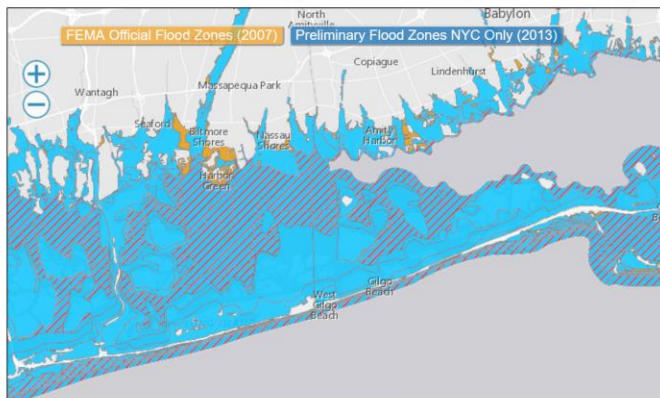 North
Amityville
Babylon
FEMA Official Flood Zones (2007)
Preliminary Flood Zones NYC Only (2013)
Copiague
Lindenhurst
Massapequa Park
Wantagh
Seaford
Biltmore
Shores
Nassau
Shores
Amity
Harbor
Harbor
Green
Gilgo
Beach
West
Gilgo
Beach